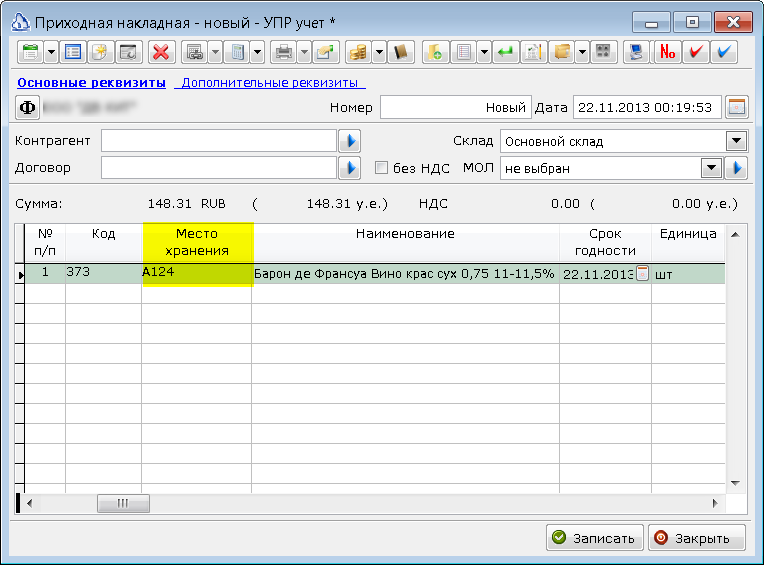 Приходная накладная - новый - УПР учет *
№
Основные реквизиты Дополнительные реквизиты
Ф Номер Новый Дата 22.11.2013 00:19:53
Контрагент Склад Основной склад
Договор без НДС МОЛ не выбран
Сумма: 148.31 RUB ( 148.31 у.е.) НДС 0.00 ( 0.00 у.е.)
№ Код Место Наименование Срок Единица
п/п хранения годности
1 373 A124 Барон де Франсуа Вино крас сух 0,75 11-11,5% 22.11.2013 шт
Записать Закрыть